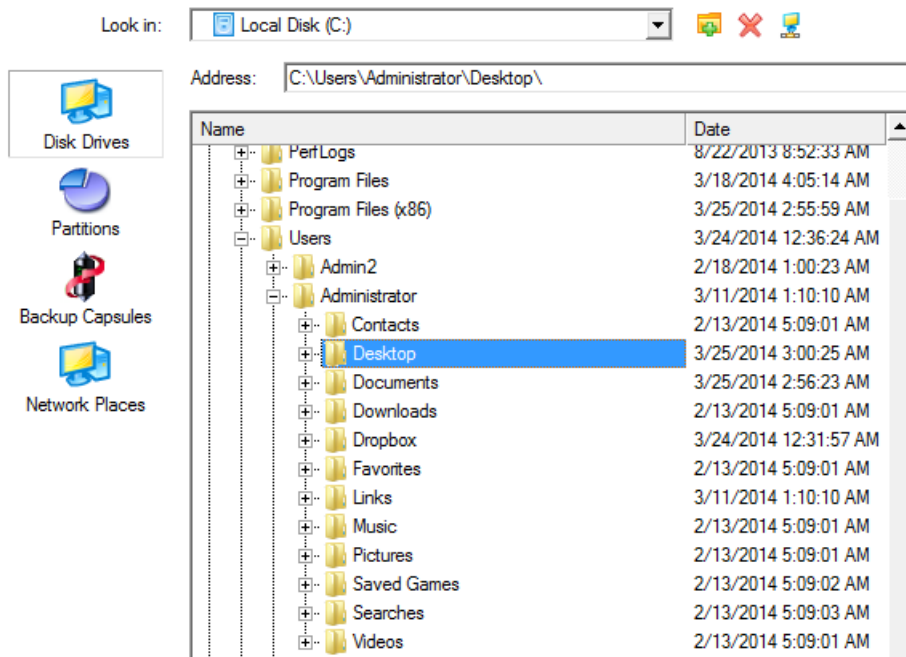 Look in: Local Disk (C:)
Address: C:\Users\Administrator\Desktop\
Disk Drives
Partitions
Backup Capsules
Network Places
Name Date
PerfLogs 8/22/2013 8:52:33 AM
Program Files 3/18/2014 4:05:14 AM
Program Files (x86) 3/25/2014 2:55:59 AM
Users 3/24/2014 12:36:24 AM
Admin2 2/18/2014 1:00:23 AM
Administrator 3/11/2014 1:10:10 AM
Contacts 2/13/2014 5:09:01 AM
Desktop 3/25/2014 3:00:25 AM
Documents 3/25/2014 2:56:23 AM
Downloads 2/13/2014 5:09:01 AM
Dropbox 3/24/2014 12:31:57 AM
Favorites 2/13/2014 5:09:01 AM
Links 3/11/2014 1:10:10 AM
Music 2/13/2014 5:09:01 AM
Pictures 2/13/2014 5:09:01 AM
Saved Games 2/13/2014 5:09:02 AM
Searches 2/13/2014 5:09:03 AM
Videos 2/13/2014 5:09:01 AM